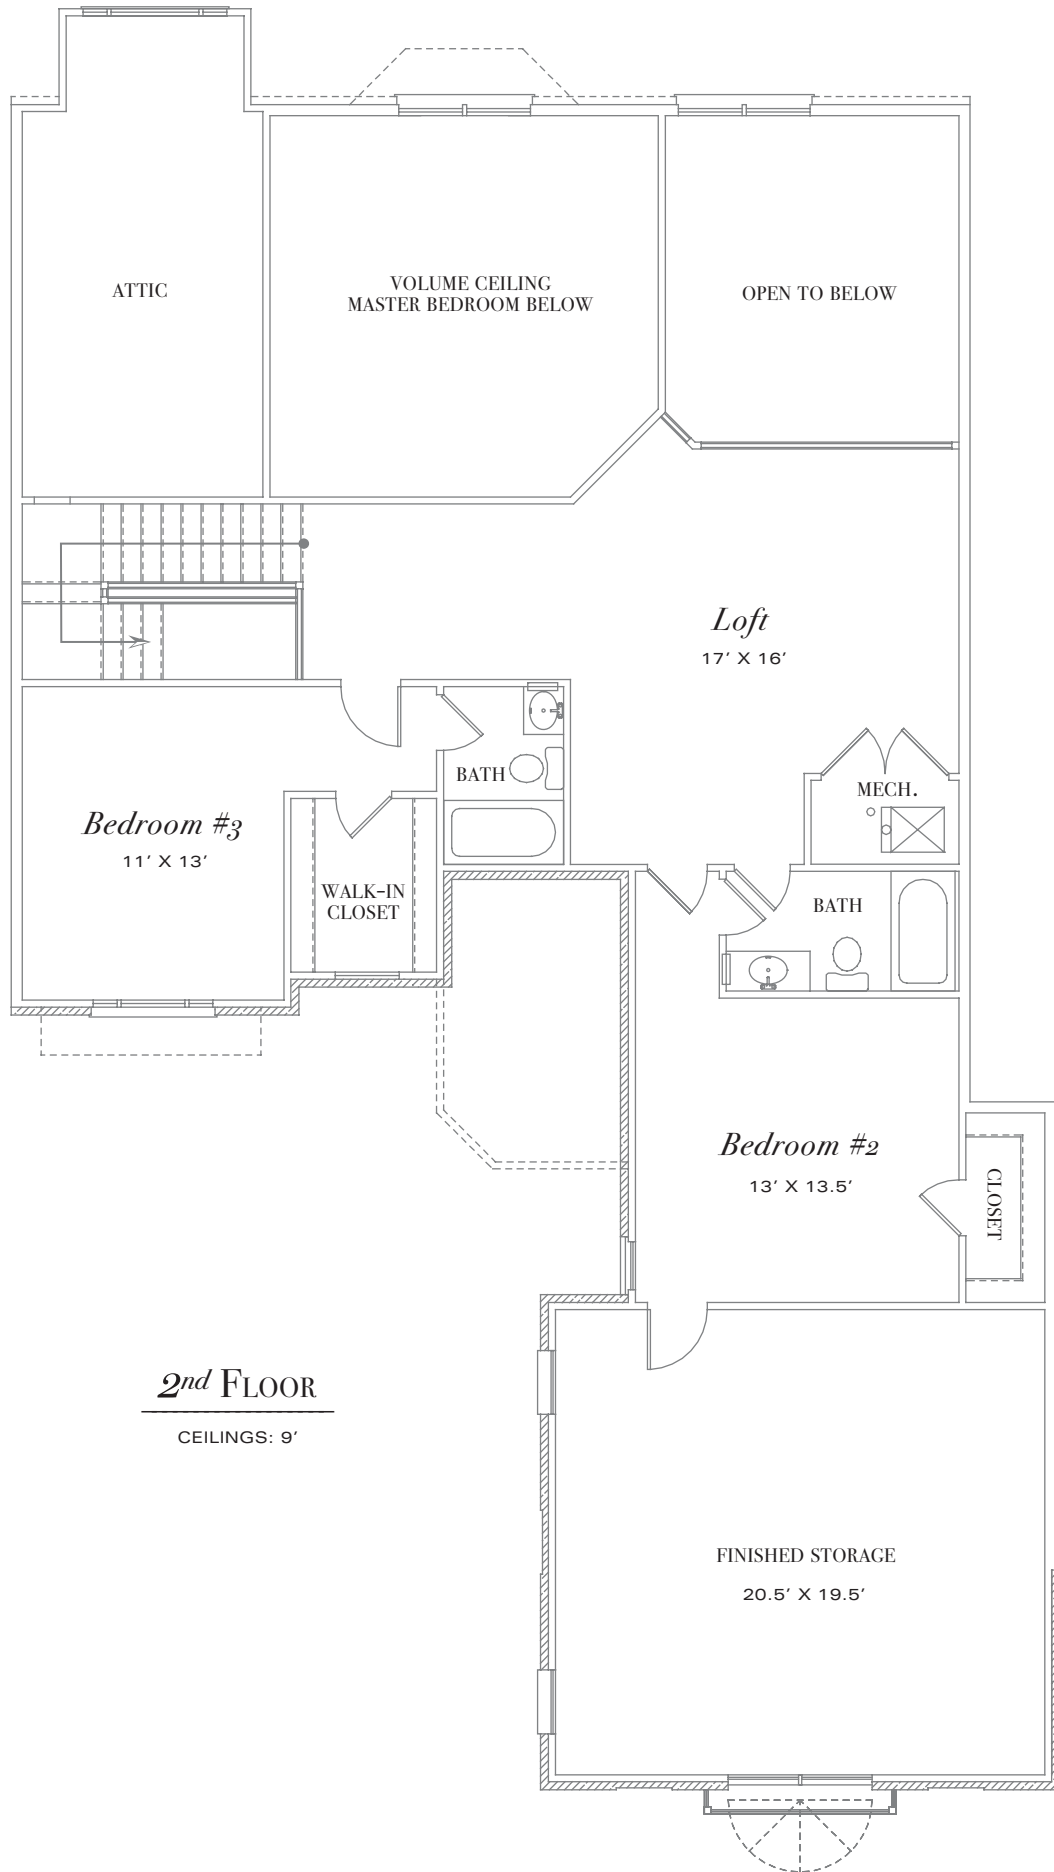 ATTIC
VOLUME CEILING
MASTER BEDROOM BELOW
OPEN TO BELOW
Loft
17′ X 16′
BATH
MECH.
Bedroom #3
11′ X 13′
WALK-IN
CLOSET
BATH
Bedroom #2
13′ X 13.5′
CLOSET
2nd FLOOR
CEILINGS: 9′
FINISHED STORAGE
20.5′ X 19.5′